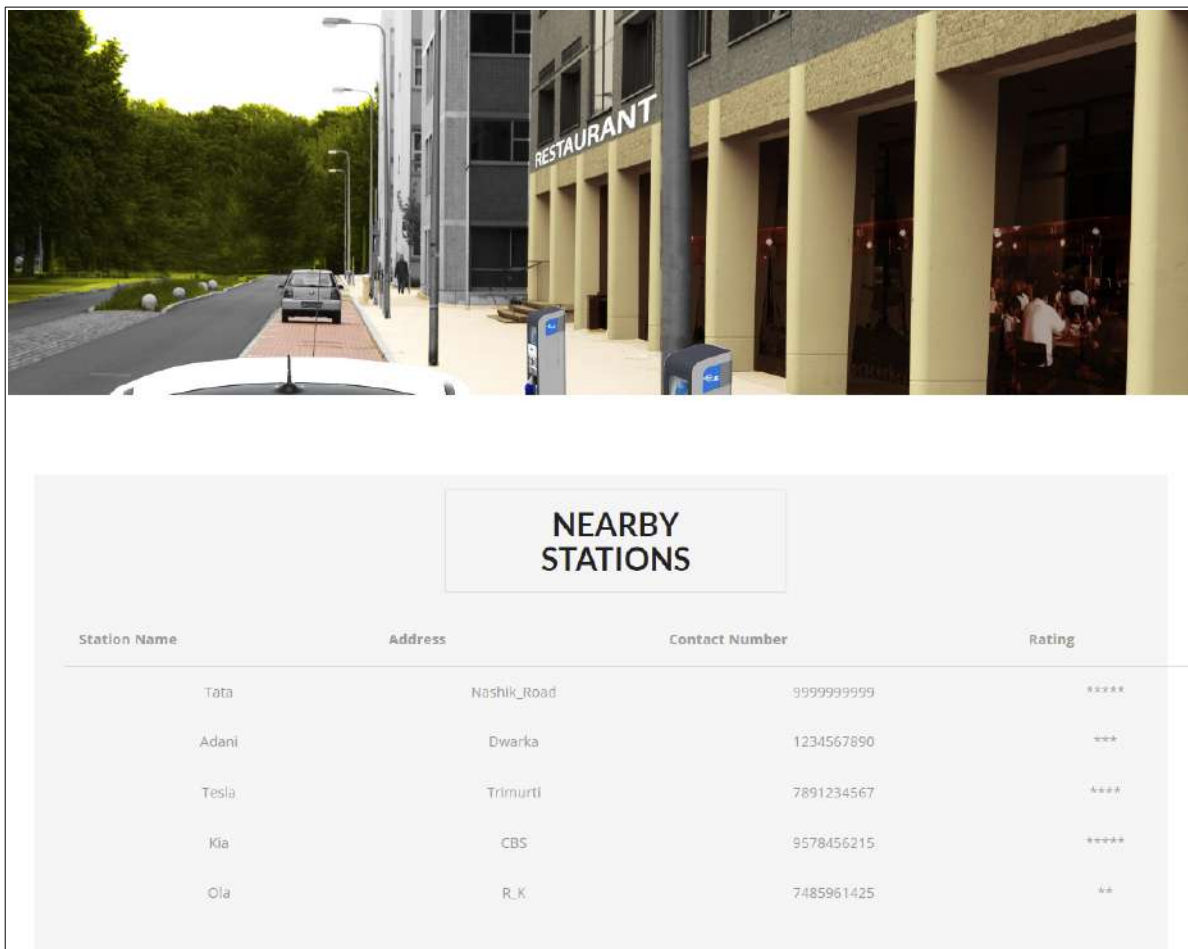 RESTAURANT
NEARBY
STATIONS
Station Name Address Contact Number Rating
Tata Nashik_Road 9999999999 *****
Adani Dwarka 1234567890 ***
Tesla Trimurti 7891234567 ****
Kia CBS 9578456215 *****
Ola R_K 7485961425 **